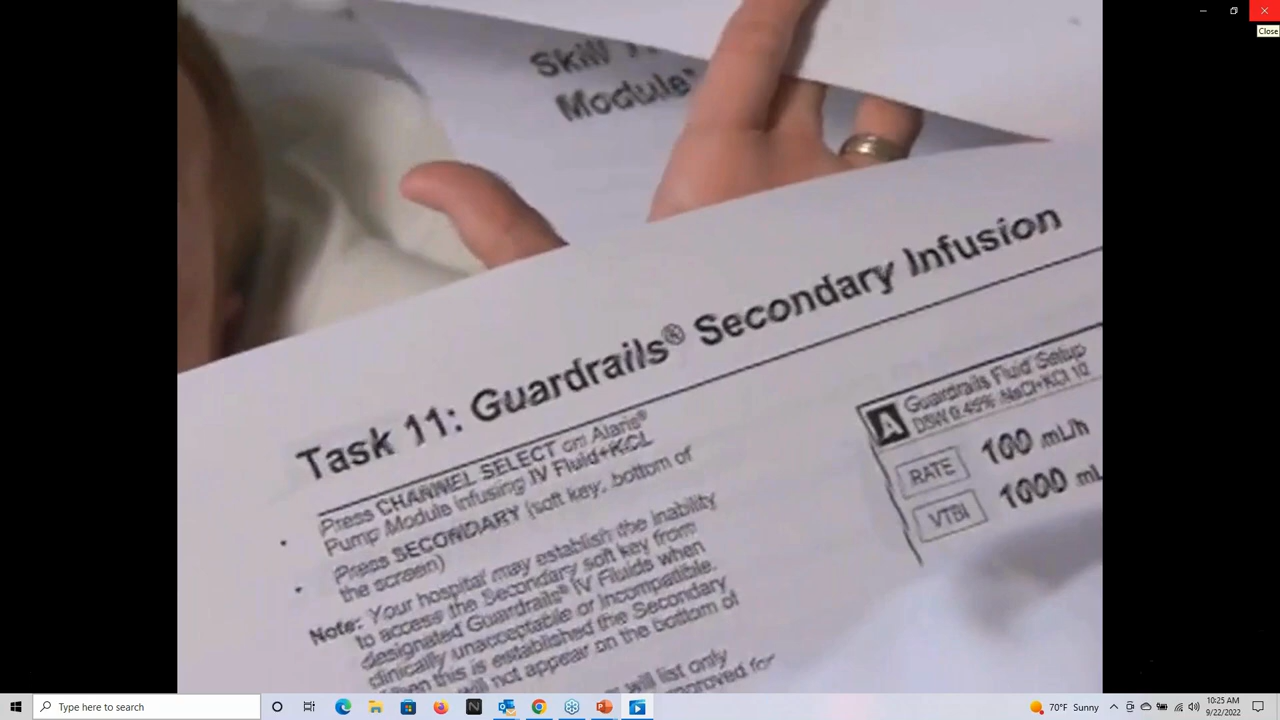 Close
Skill
Module
Task 11: Guardrails® Secondary Infusion
Press CHANNEL SELECT on Alaris®
Pump Module infusing IV Fluid+KCL
Press SECONDARY (soft key, bottom of
the screen)
Note: Your hospital may establish the inability
to access the Secondary soft key from
designated Guardrails® IV Fluids when
clinically unacceptable or incompatible.
this is established the Secondary
will not appear on the bottom of
will list only
for
A Guardrails Fluid Setup
D5W 0.45% NaCl+KCl 10
RATE 100 mL/h
VTBI 1000 mL
Type here to search
70°F Sunny
10:25 AM
9/22/2022